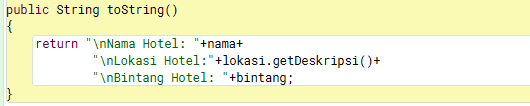 public String toString()
{
return "\nNama Hotel: "+nama+
"\nLokasi Hotel:"+lokasi.getDeskripsi()+
"\nBintang Hotel: "+bintang;
}